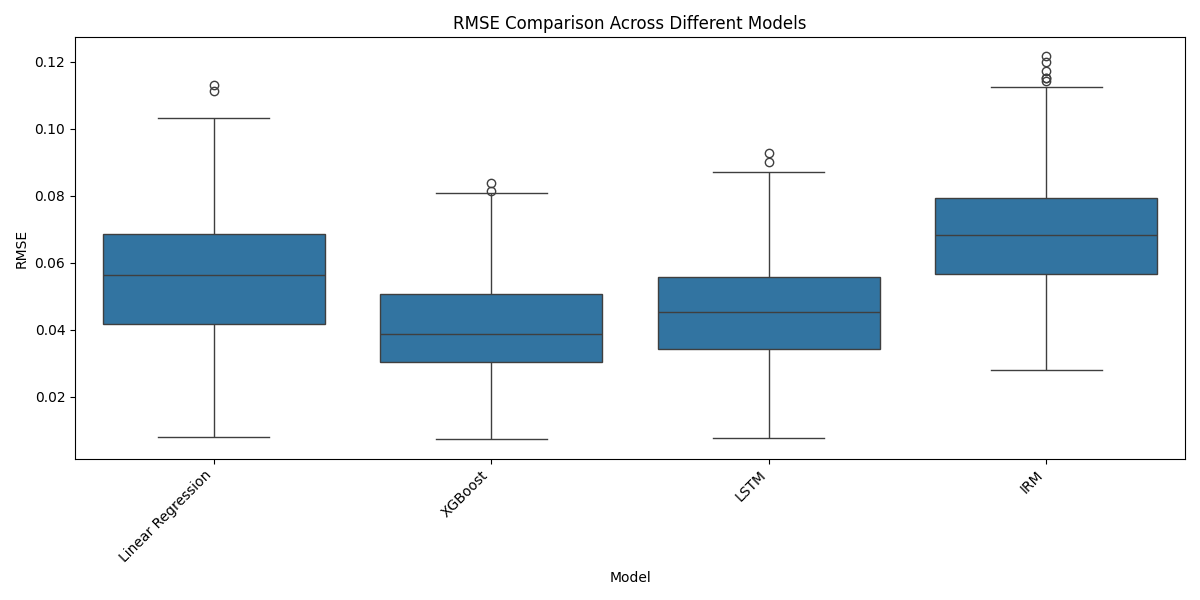 RMSE Comparison Across Different Models
0.12
0.10
0.08
0.06
0.04
0.02
RMSE
Linear Regression
XGBoost
LSTM
IRM
Model